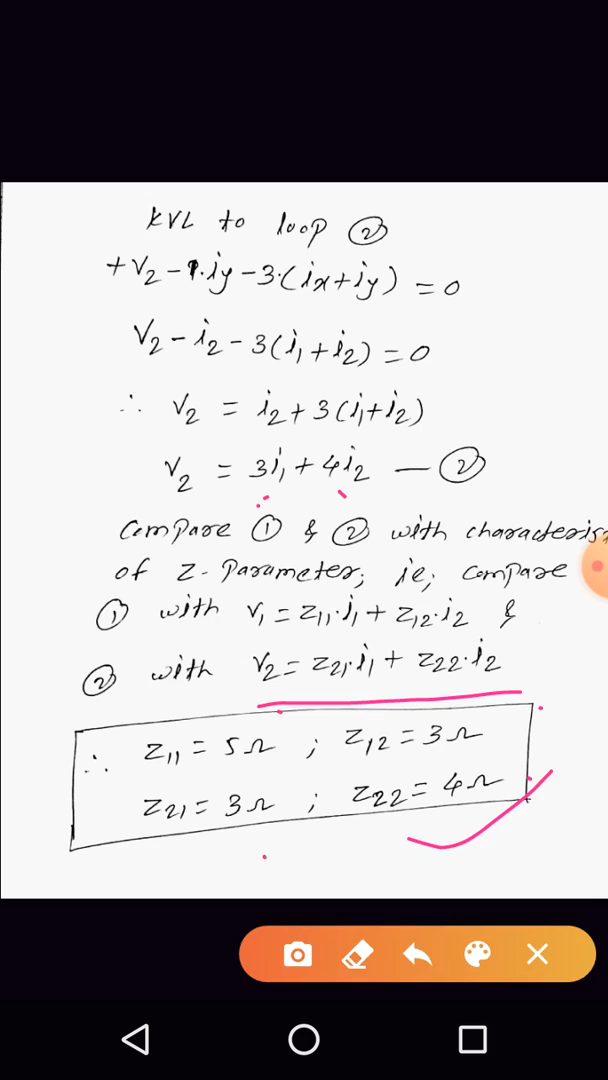 KVL to loop ②
+V2 - 1·iy - 3·(ix+iy) = 0
V2 - i2 - 3(i1+i2) = 0
∴ V2 = i2 + 3(i1+i2)
V2 = 3i1 + 4i2 — ②
Compare ① & ② with characteris
of Z-Parameter; ie; compare
① with V1 = Z11·i1 + Z12·i2 &
② with V2 = Z21·i1 + Z22·i2
∴ Z11 = 5Ω ; Z12 = 3Ω
Z21 = 3Ω ; Z22 = 4Ω